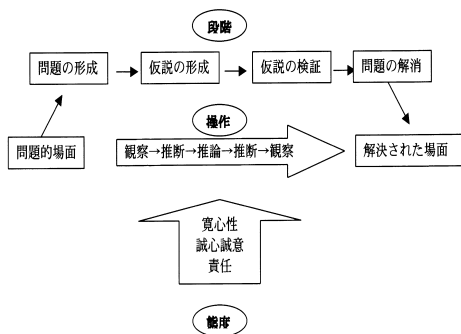 段階
問題の形成
仮説の形成
仮説の検証
問題の解消
操作
問題的場面
観察→推断→推論→推断→観察
解決された場面
寛心性
誠心誠意
責任
態度